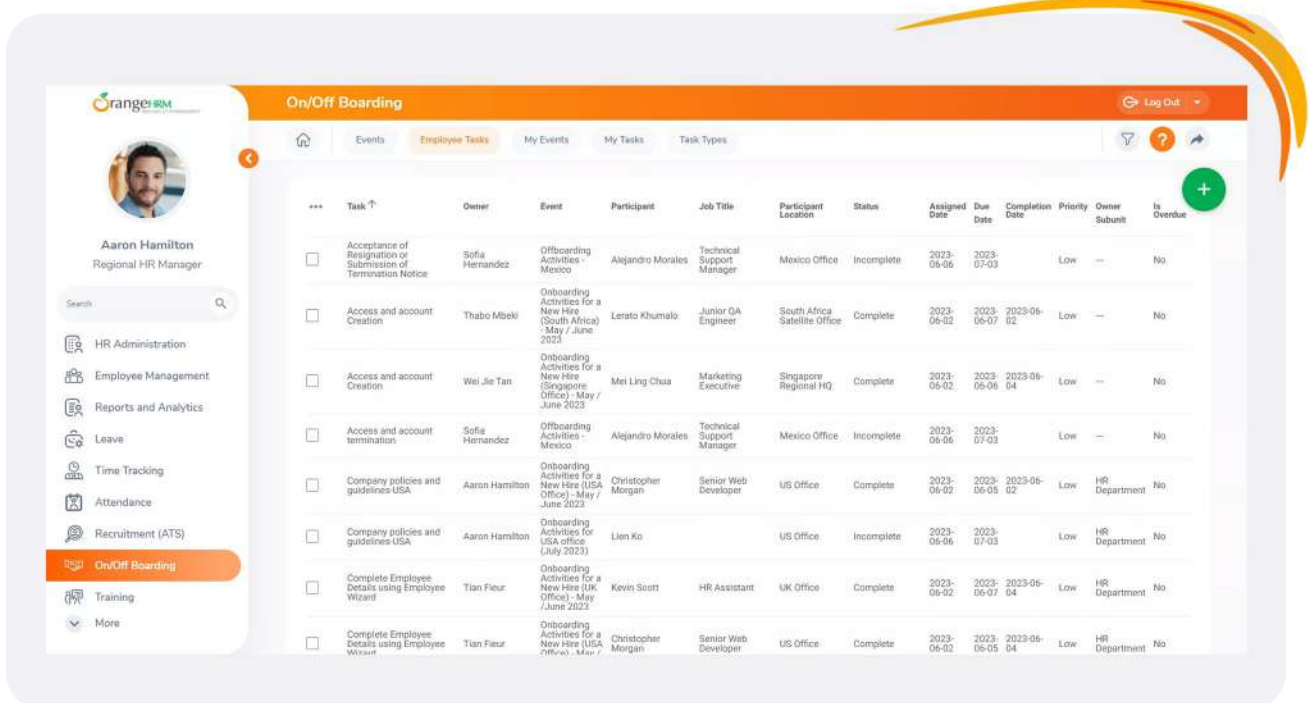 OrangeHRM
On/Off Boarding
Log Out
Events
Employee Tasks
My Events
My Tasks
Task Types
?
+
Aaron Hamilton
Regional HR Manager
Search
HR Administration
Employee Management
Reports and Analytics
Leave
Time Tracking
Attendance
Recruitment (ATS)
On/Off Boarding
Training
More
Task Owner Event Participant Job Title Participant Location Status Assigned Date Due Date Completion Date Priority Owner Subunit Is Overdue
Acceptance of
Resignation or
Submission of
Termination Notice
Sofia
Hernandez
Offboarding
Activities -
Mexico
Alejandro Morales
Technical
Support
Manager
Mexico Office
Incomplete
2023-
06-06
2023-
07-03
Low
—
No
Access and account
Creation
Thabo Mbeki
Onboarding
Activities for a
New Hire
(South Africa)
- May / June
2023
Lerato Khumalo
Junior QA
Engineer
South Africa
Satellite Office
Complete
2023-
06-02
2023-
06-07
2023-06-
02
Low
—
No
Access and account
Creation
Wei Jie Tan
Onboarding
Activities for a
New Hire
(Singapore
Office) - May /
June 2023
Mei Ling Chua
Marketing
Executive
Singapore
Regional HQ
Complete
2023-
06-02
2023-
06-06
2023-06-
04
Low
—
No
Access and account
termination
Sofia
Hernandez
Offboarding
Activities -
Mexico
Alejandro Morales
Technical
Support
Manager
Mexico Office
Incomplete
2023-
06-06
2023-
07-03
Low
—
No
Company policies and
guidelines-USA
Aaron Hamilton
Onboarding
Activities for a
New Hire (USA
Office) - May /
June 2023
Christopher
Morgan
Senior Web
Developer
US Office
Complete
2023-
06-02
2023-
06-05
2023-06-
02
Low
HR
Department
No
Company policies and
guidelines-USA
Aaron Hamilton
Onboarding
Activities for
USA office
(July 2023)
Lien Ko
US Office
Incomplete
2023-
06-06
2023-
07-03
Low
HR
Department
No
Complete Employee
Details using Employee
Wizard
Tian Fleur
Onboarding
Activities for a
New Hire (UK
Office) - May
/June 2023
Kevin Scott
HR Assistant
UK Office
Complete
2023-
06-02
2023-
06-07
2023-06-
04
Low
HR
Department
No
Complete Employee
Details using Employee
Wizard
Tian Fleur
Onboarding
Activities for a
New Hire (USA
Office) - May /
Christopher
Morgan
Senior Web
Developer
US Office
Complete
2023-
06-02
2023-
06-05
2023-06-
04
Low
HR
Department
No